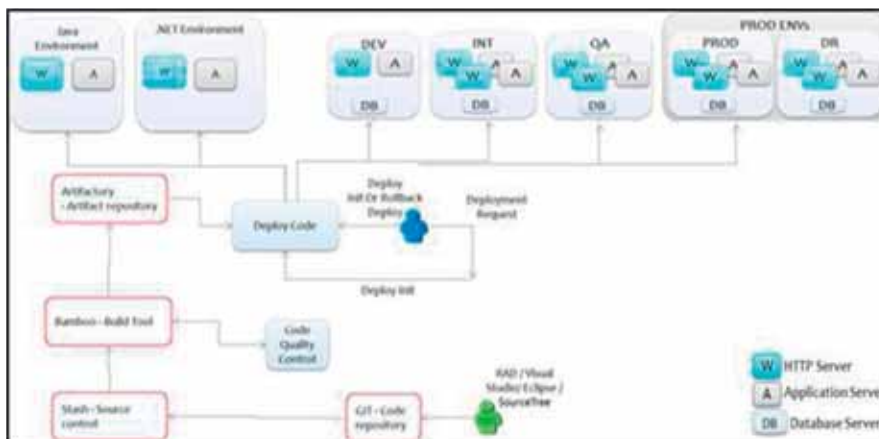 Java
Environment
W
A
.NET Environment
W
A
DEV
W
A
DB
INT
W
W
A
A
DB
QA
W
W
A
A
DB
PROD ENVs
PROD
W
W
A
A
DB
DR
W
W
A
A
DB
Artifactory
- Artifact repository
Deploy Code
Deploy
Init Or Rollback
Deploy
Deployment
Request
Deploy Init
Bamboo - Build Tool
Code
Quality
Control
Stash - Source
control
GIT - Code
repository
RAD / Visual
Studio/ Eclipse /
SourceTree
W HTTP Server
A Application Serve
DB Database Server